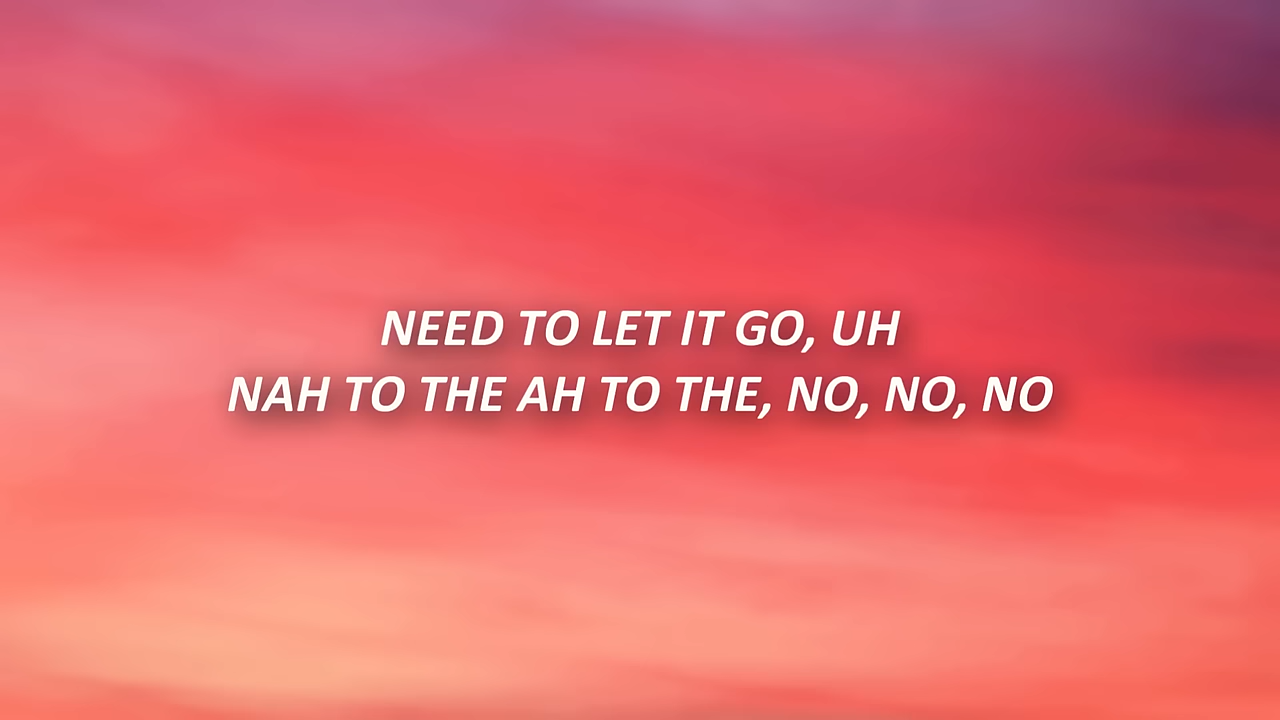 NEED TO LET IT GO, UH
NAH TO THE AH TO THE, NO, NO, NO